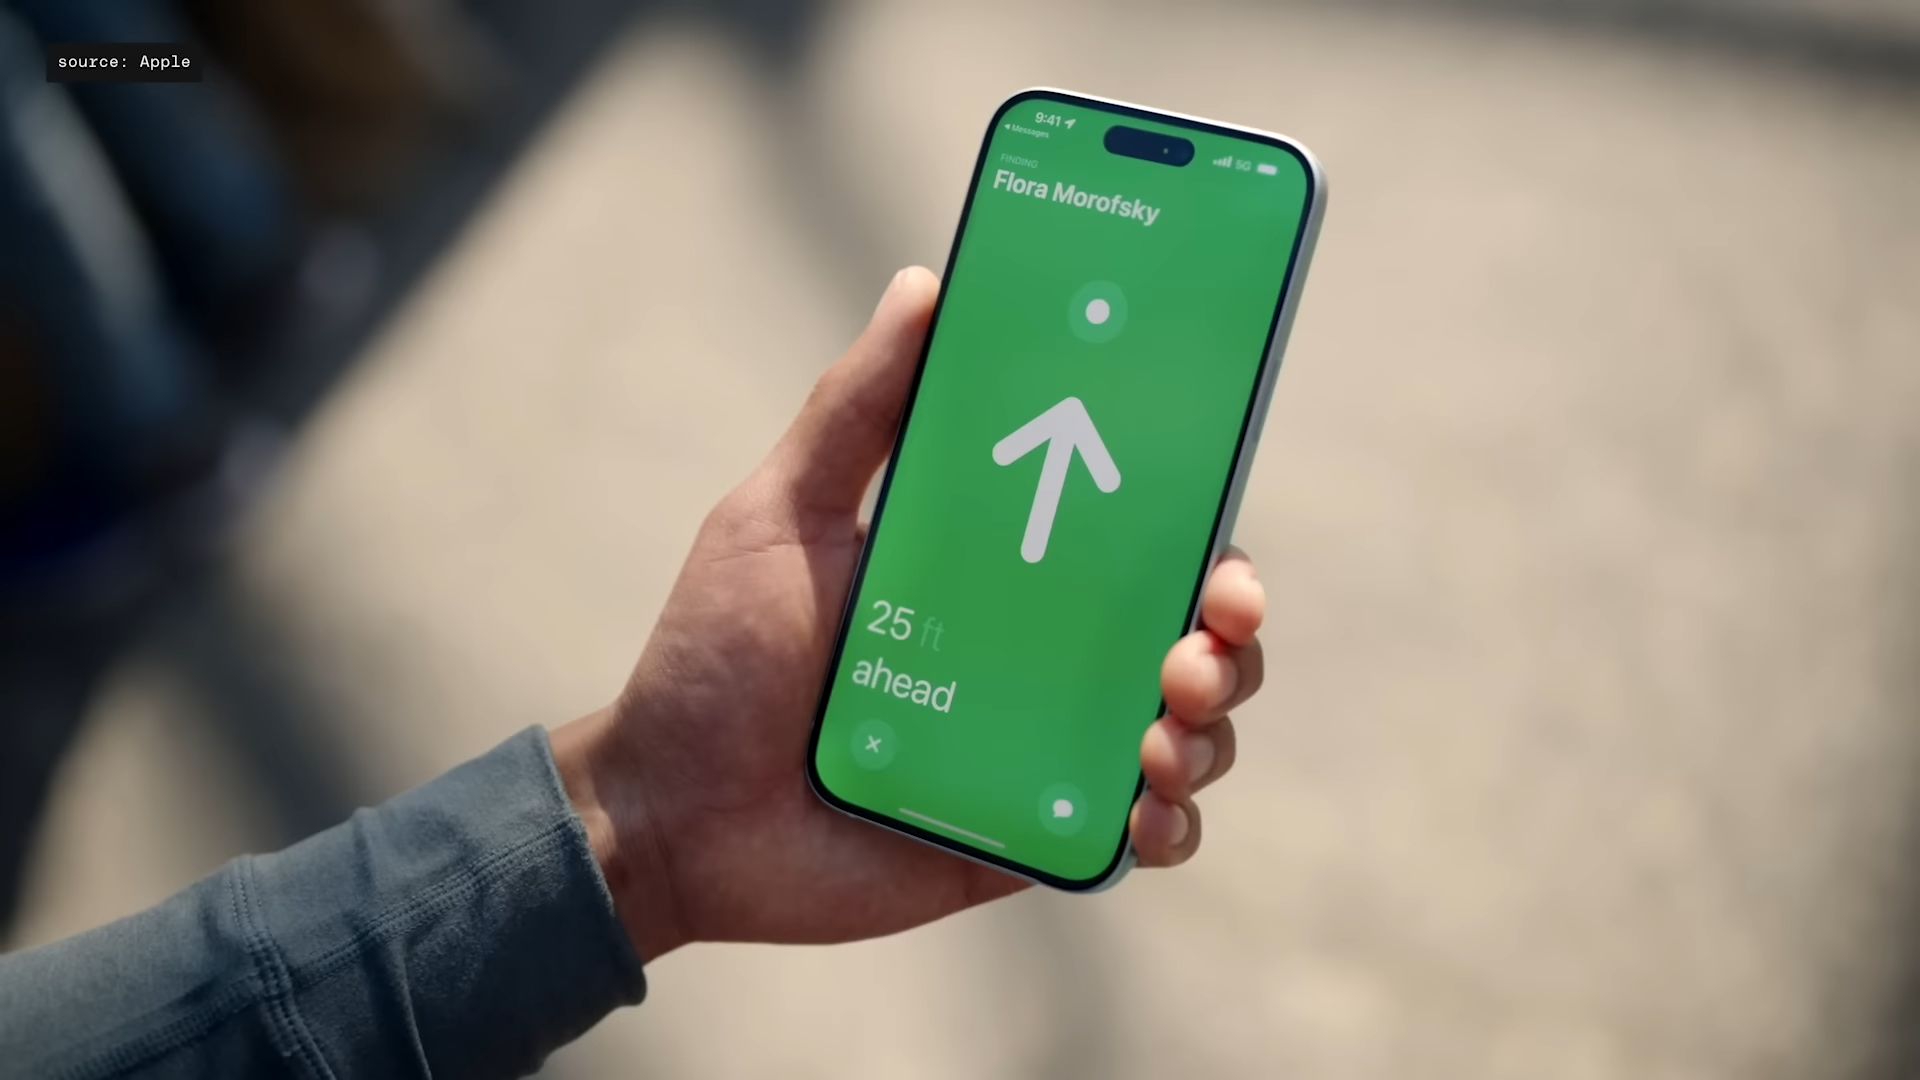 source: Apple
9:41
Messages
5G
FINDING
Flora Morofsky
25 ft
ahead